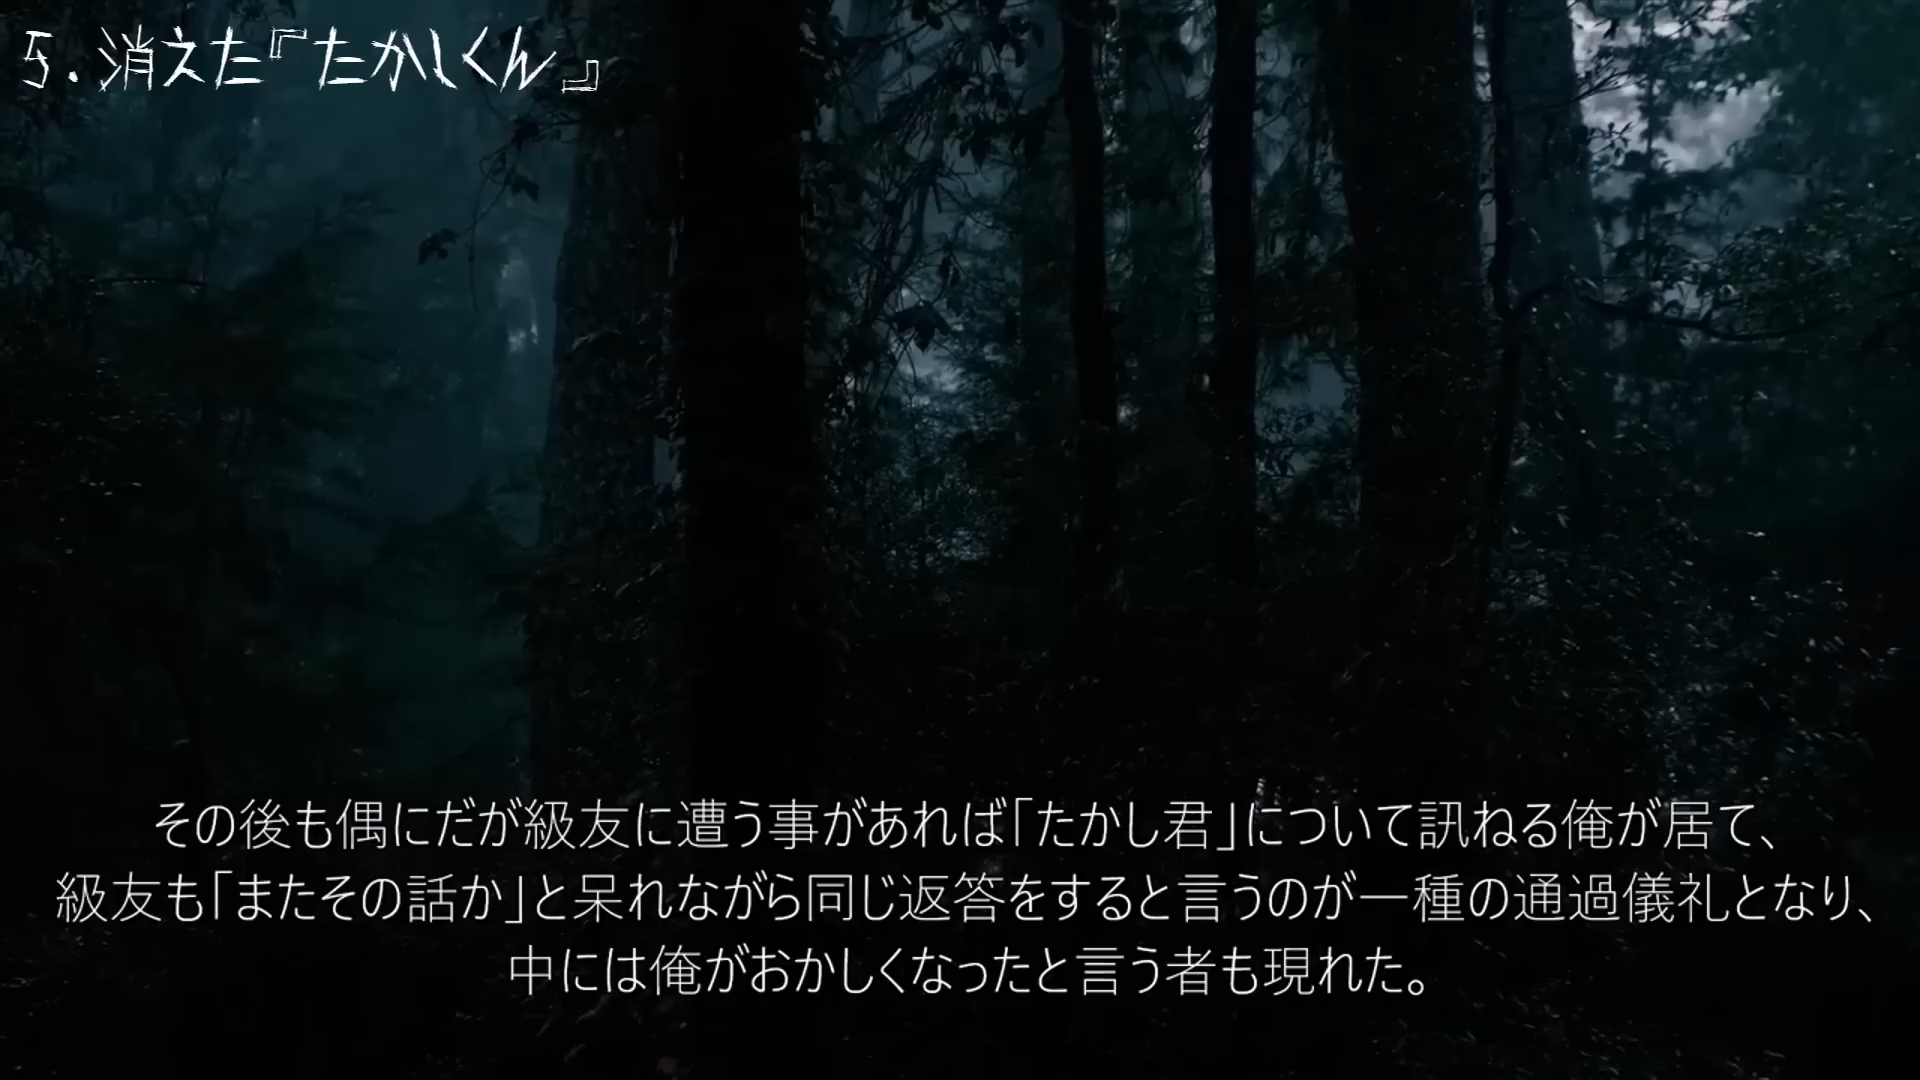 5.消えた『たかしくん』
その後も偶にだが級友に遭う事があれば「たかし君」について訊ねる俺が居て、
級友も「またその話か」と呆れながら同じ返答をすると言うのが一種の通過儀礼となり、
中には俺がおかしくなったと言う者も現れた。